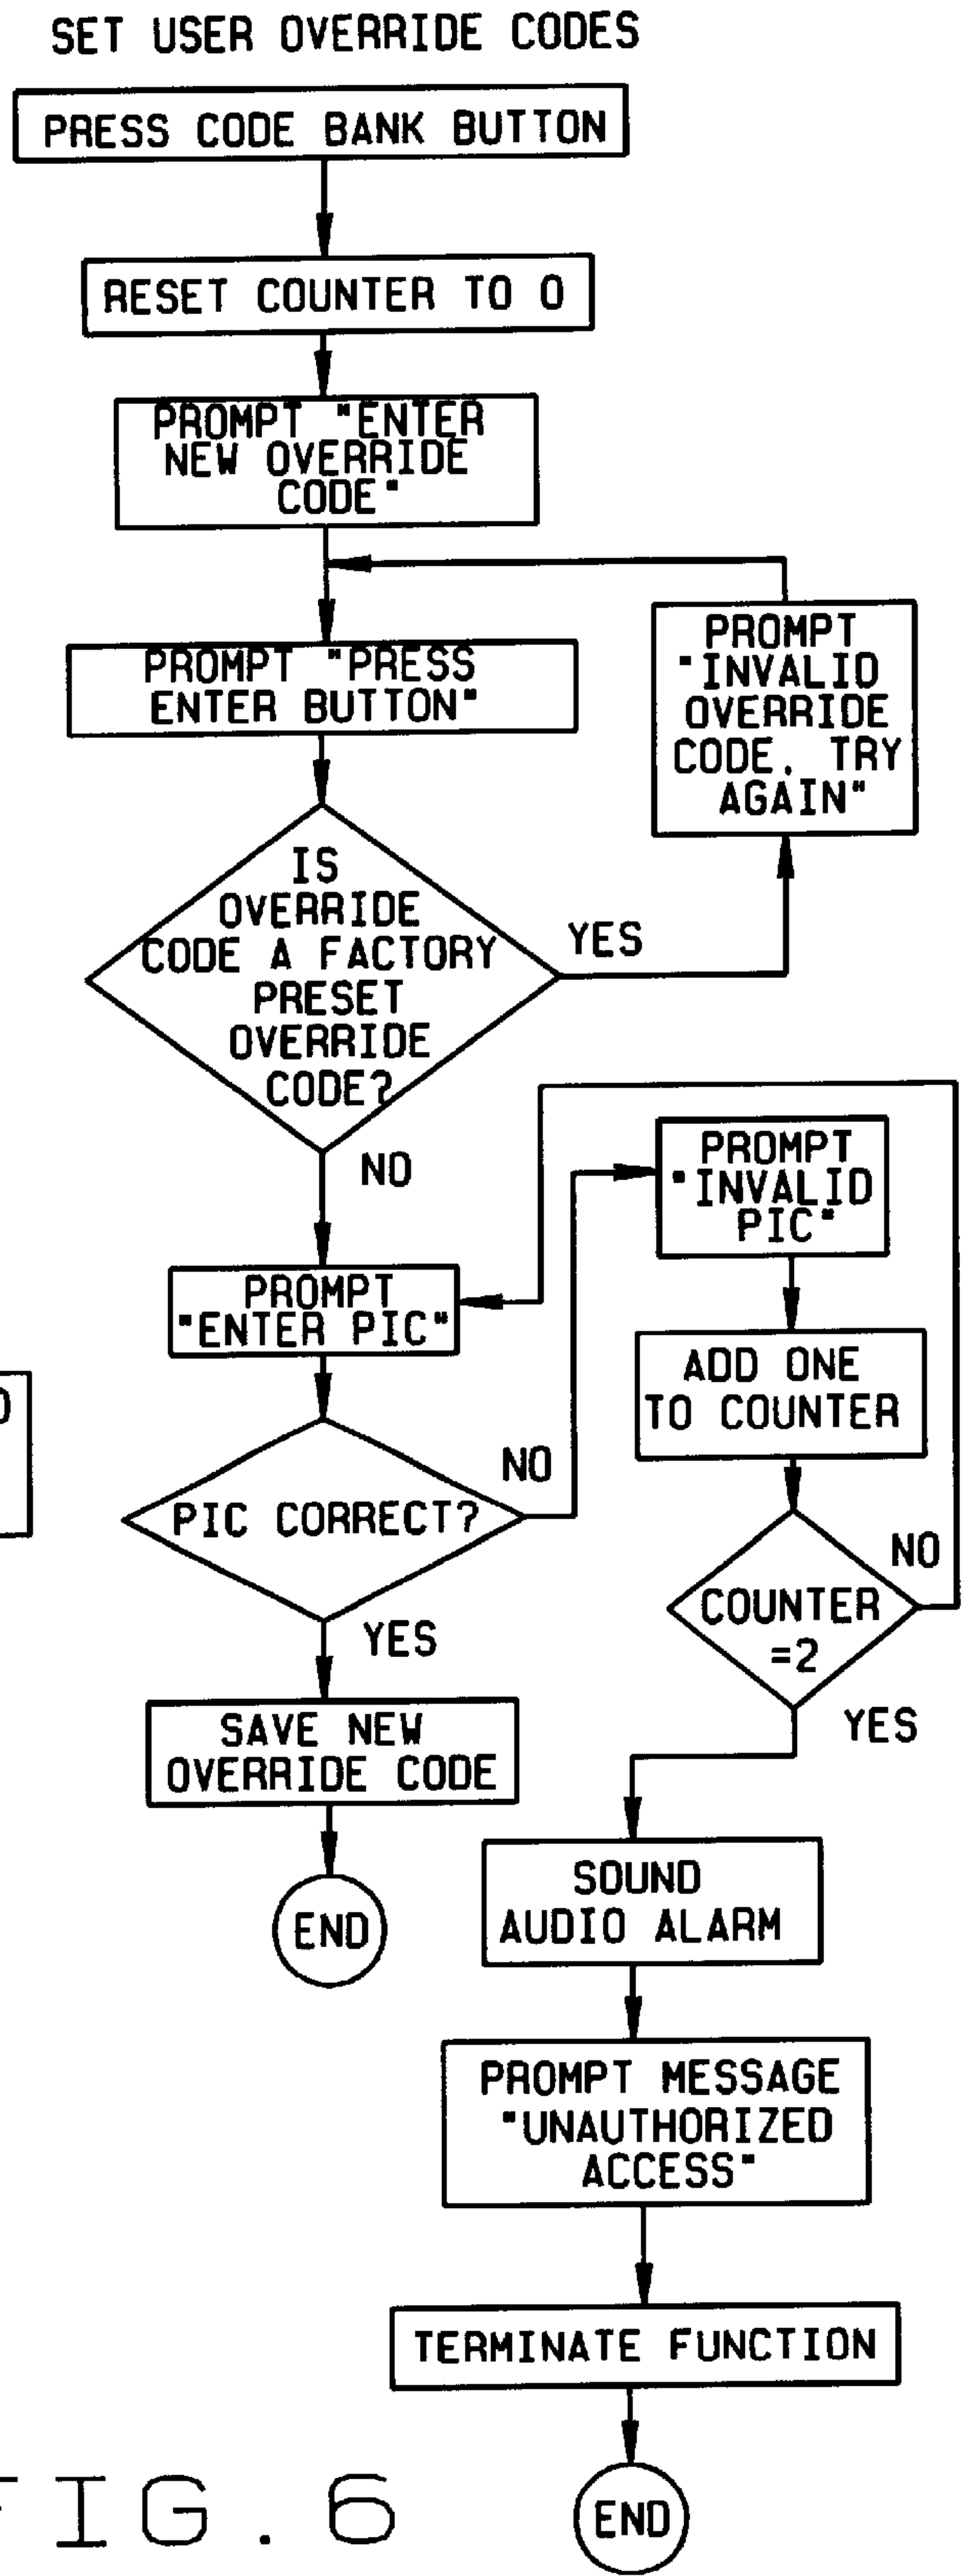 SET USER OVERRIDE CODES
PRESS CODE BANK BUTTON
RESET COUNTER TO 0
PROMPT "ENTER
NEW OVERRIDE
CODE"
PROMPT "PRESS
ENTER BUTTON"
PROMPT
"INVALID
OVERRIDE
CODE. TRY
AGAIN"
IS
OVERRIDE
CODE A FACTORY
PRESET
OVERRIDE
CODE?
YES
NO
PROMPT
"ENTER PIC"
PROMPT
"INVALID
PIC"
ADD ONE
TO COUNTER
PIC CORRECT?
NO
COUNTER
=2
NO
YES
YES
SAVE NEW
OVERRIDE CODE
END
SOUND
AUDIO ALARM
PROMPT MESSAGE
"UNAUTHORIZED
ACCESS"
TERMINATE FUNCTION
END
FIG.6